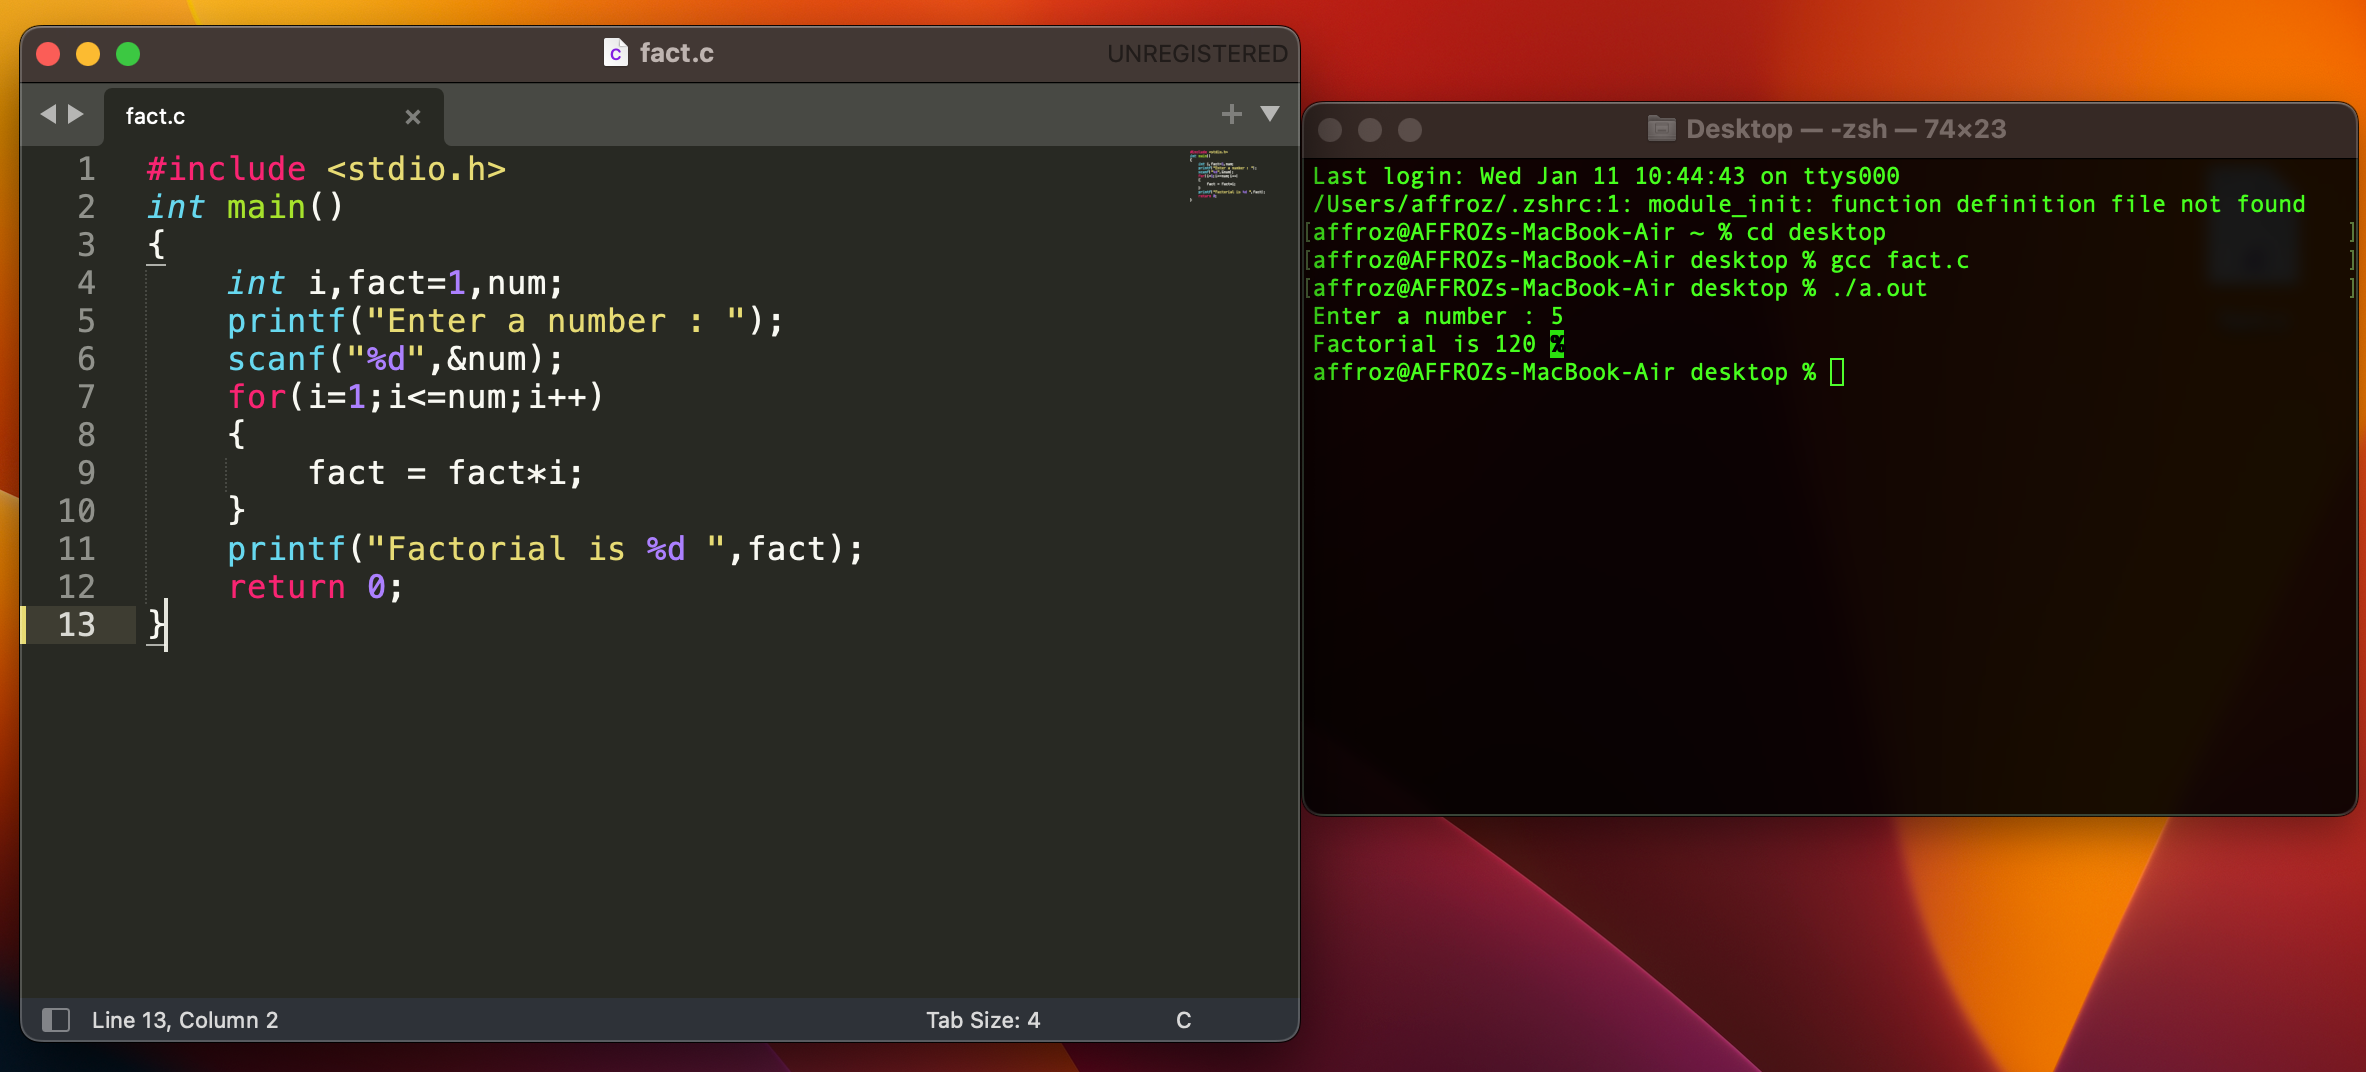 fact.c
UNREGISTERED
fact.c
1 #include <stdio.h>
2 int main()
3 {
4     int i,fact=1,num;
5     printf("Enter a number : ");
6     scanf("%d",&num);
7     for(i=1;i<=num;i++)
8     {
9         fact = fact*i;
10     }
11     printf("Factorial is %d ",fact);
12     return 0;
13 }
Line 13, Column 2
Tab Size: 4
C
Desktop — -zsh — 74×23
Last login: Wed Jan 11 10:44:43 on ttys000
/Users/affroz/.zshrc:1: module_init: function definition file not found
[affroz@AFFROZs-MacBook-Air ~ % cd desktop ]
[affroz@AFFROZs-MacBook-Air desktop % gcc fact.c ]
[affroz@AFFROZs-MacBook-Air desktop % ./a.out ]
Enter a number : 5
Factorial is 120 %
affroz@AFFROZs-MacBook-Air desktop %